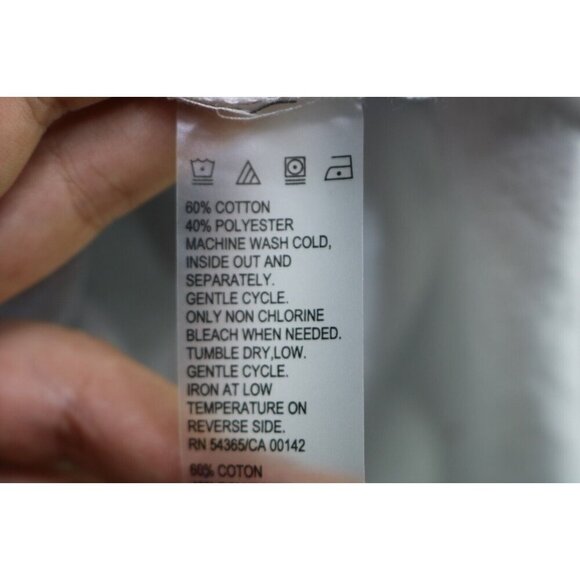 60% COTTON
40% POLYESTER
MACHINE WASH COLD,
INSIDE OUT AND
SEPARATELY.
GENTLE CYCLE.
ONLY NON CHLORINE
BLEACH WHEN NEEDED.
TUMBLE DRY,LOW.
GENTLE CYCLE.
IRON AT LOW
TEMPERATURE ON
REVERSE SIDE.
RN 54365/CA 00142
60% COTON